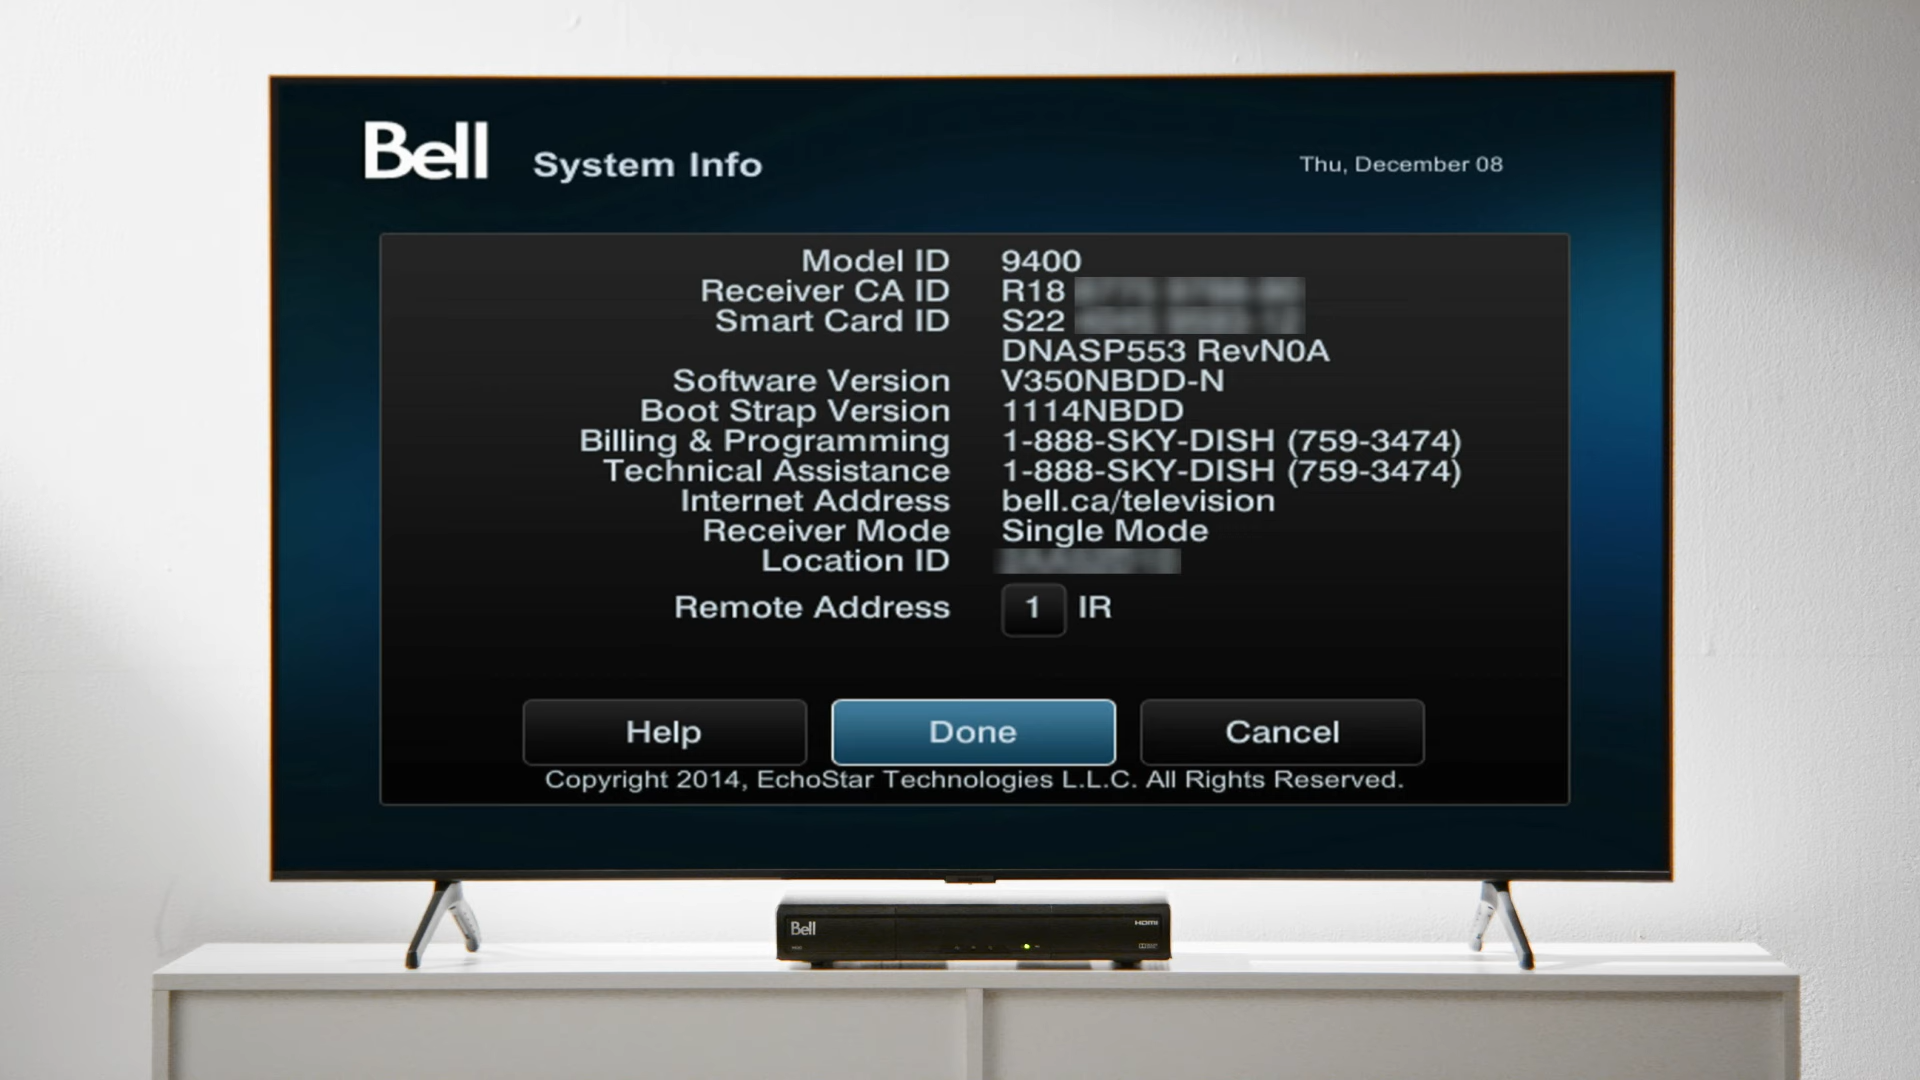 Bell System Info Thu, December 08
Model ID 9400
Receiver CA ID R18
Smart Card ID S22
DNASP553 RevN0A
Software Version V350NBDD-N
Boot Strap Version 1114NBDD
Billing & Programming 1-888-SKY-DISH (759-3474)
Technical Assistance 1-888-SKY-DISH (759-3474)
Internet Address bell.ca/television
Receiver Mode Single Mode
Location ID
Remote Address 1 IR
Help Done Cancel
Copyright 2014, EchoStar Technologies L.L.C. All Rights Reserved.
Bell HDMI